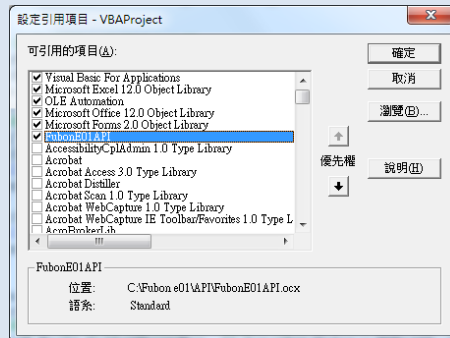 設定引用項目 - VBAProject
可引用的項目(A):
確定
取消
瀏覽(B)...
優先權
說明(H)
Visual Basic For Applications
Microsoft Excel 12.0 Object Library
OLE Automation
Microsoft Office 12.0 Object Library
Microsoft Forms 2.0 Object Library
FubonE01API
AccessibilityCplAdmin 1.0 Type Library
Acrobat
Acrobat Access 3.0 Type Library
Acrobat Distiller
Acrobat Scan 1.0 Type Library
Acrobat WebCapture 1.0 Type Library
Acrobat WebCapture IE Toolbar/Favorites 1.0 Type L
AcroBrokerLib
FubonE01API
位置: C:\Fubon e01\API\FubonE01API.ocx
語系: Standard